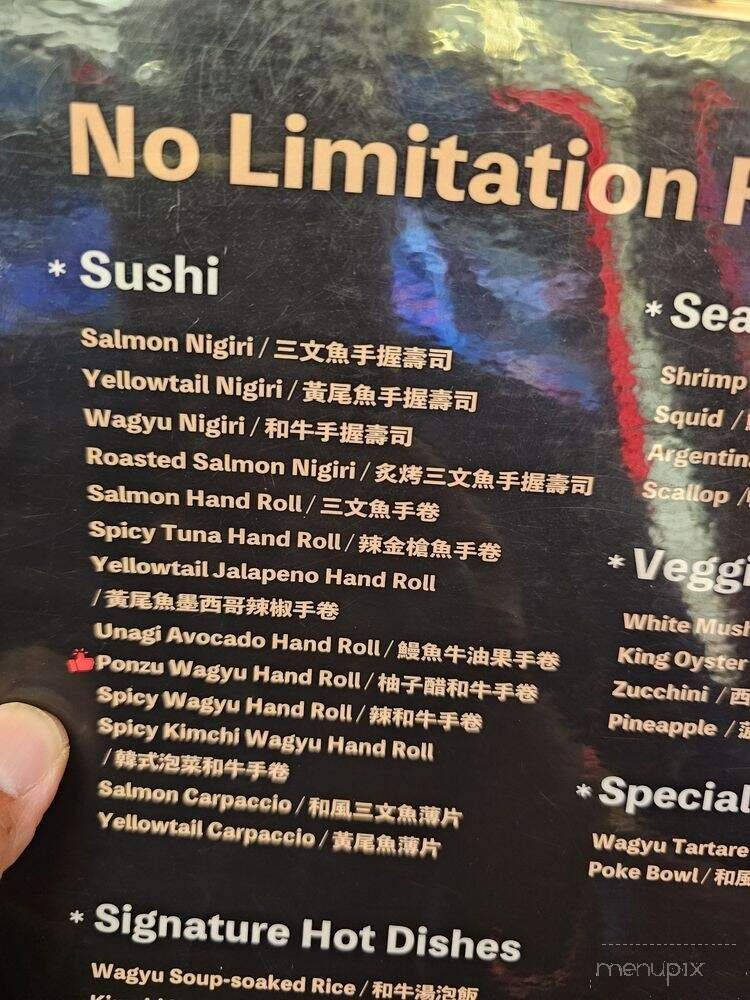 No Limitation
* Sushi
Salmon Nigiri / 三文魚手握壽司
Yellowtail Nigiri / 黃尾魚手握壽司
Wagyu Nigiri / 和牛手握壽司
Roasted Salmon Nigiri / 炙烤三文魚手握壽司
Salmon Hand Roll / 三文魚手卷
Spicy Tuna Hand Roll / 辣金槍魚手卷
Yellowtail Jalapeno Hand Roll
/ 黃尾魚墨西哥辣椒手卷
Unagi Avocado Hand Roll / 鰻魚牛油果手卷
Ponzu Wagyu Hand Roll / 柚子醋和牛手卷
Spicy Wagyu Hand Roll / 辣和牛手卷
Spicy Kimchi Wagyu Hand Roll
/ 韓式泡菜和牛手卷
Salmon Carpaccio / 和風三文魚薄片
Yellowtail Carpaccio / 黃尾魚薄片
* Signature Hot Dishes
Wagyu Soup-soaked Rice / 和牛湯泡飯
* Sea
Shrimp
Squid /
Argentin
Scallop /
* Veggi
White Mush
King Oyster
Zucchini / 西
Pineapple /
* Special
Wagyu Tartare
Poke Bowl / 和風
menupix